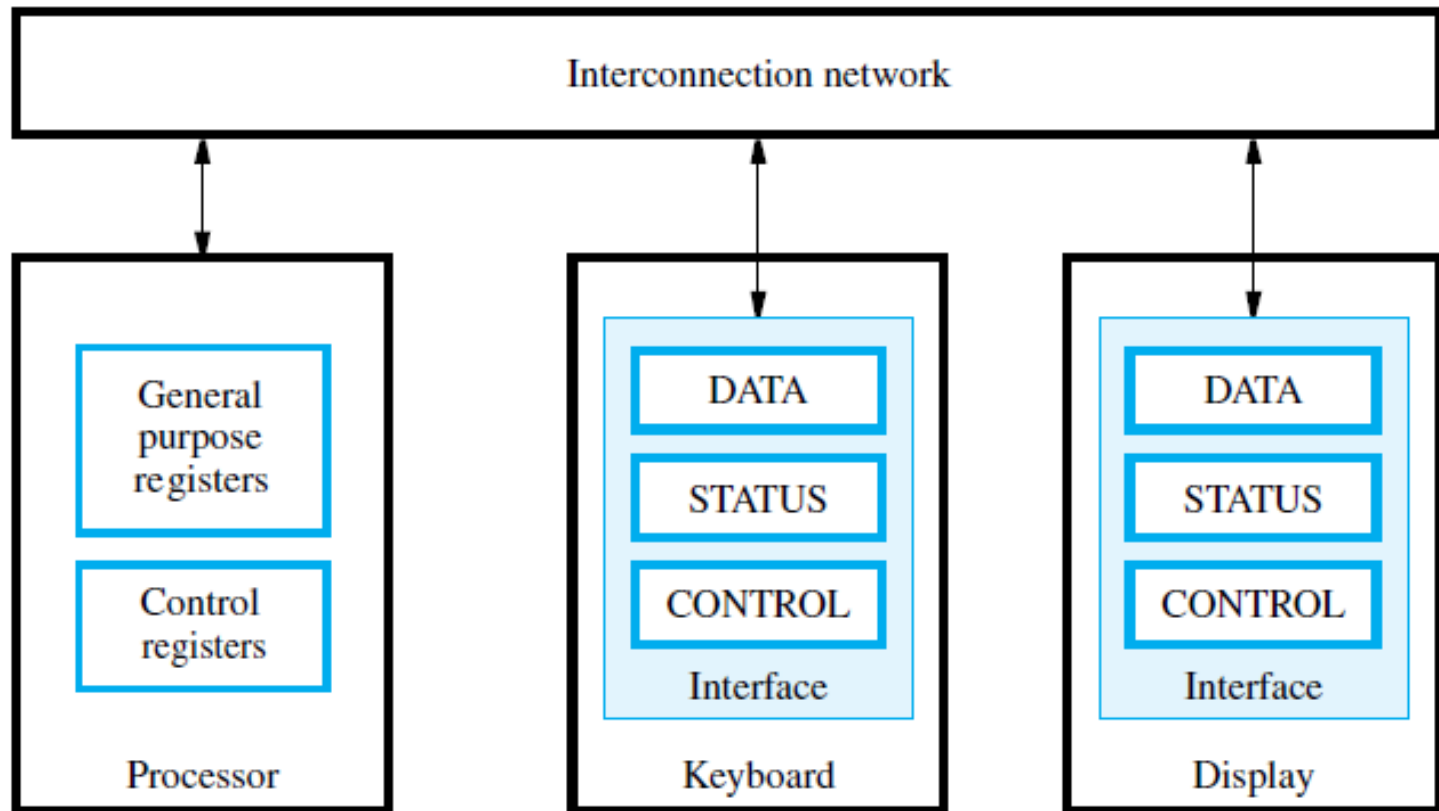 Interconnection network
General
purpose
registers
Control
registers
Processor
DATA
STATUS
CONTROL
Interface
Keyboard
DATA
STATUS
CONTROL
Interface
Display